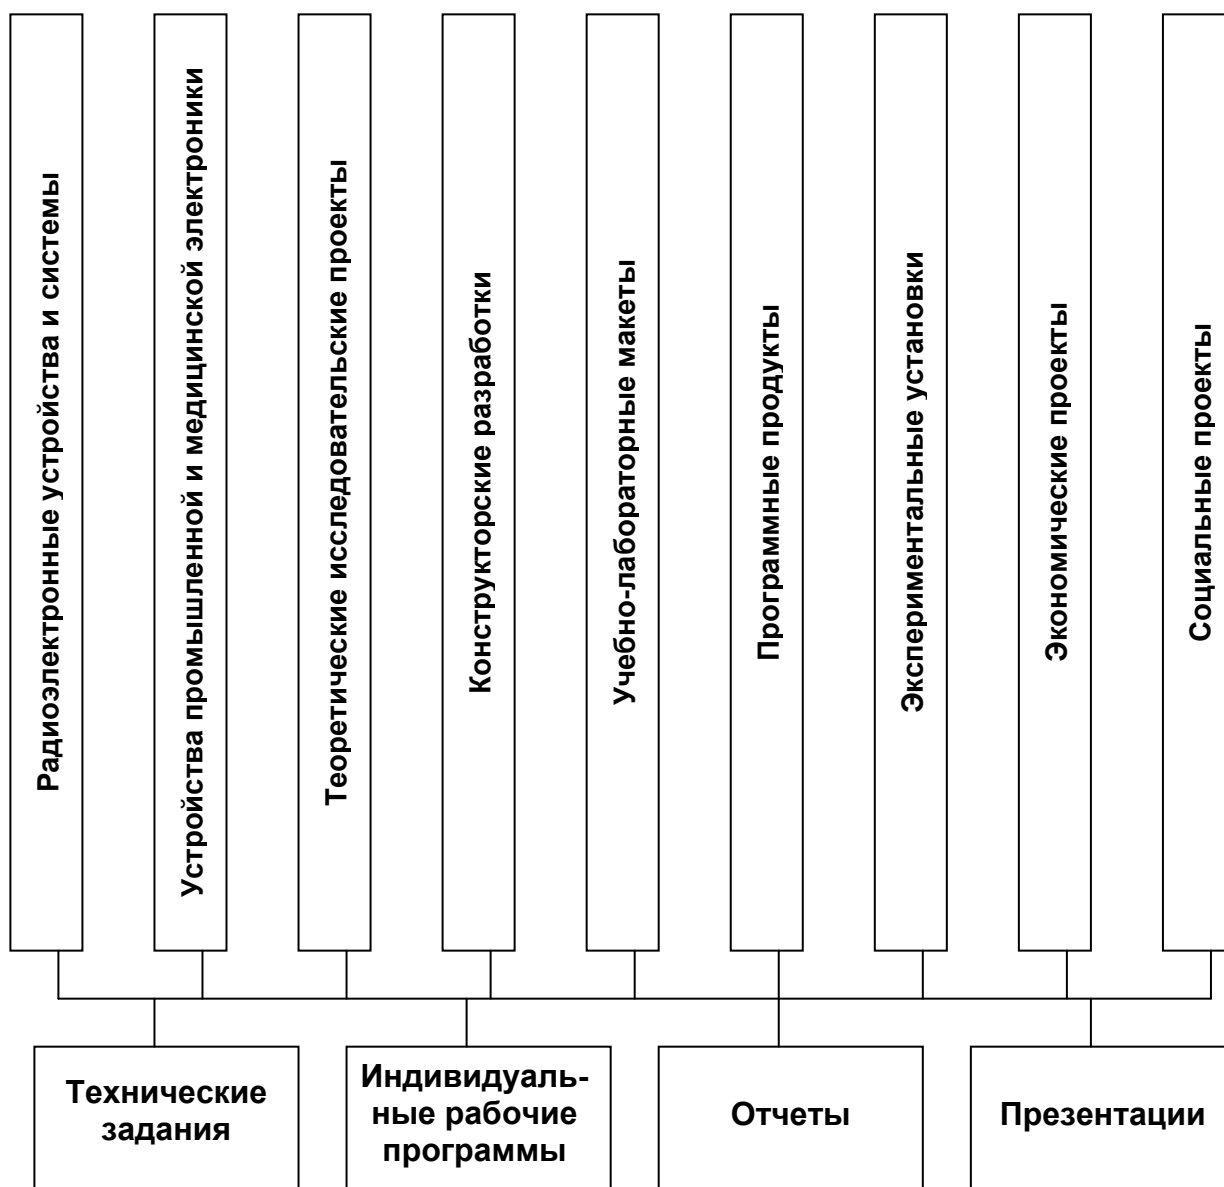 Радиоэлектронные устройства и системы
Устройства промышленной и медицинской электроники
Теоретические исследовательские проекты
Конструкторские разработки
Учебно-лабораторные макеты
Программные продукты
Экспериментальные установки
Экономические проекты
Социальные проекты
Технические
задания
Индивидуаль-
ные рабочие
программы
Отчеты
Презентации